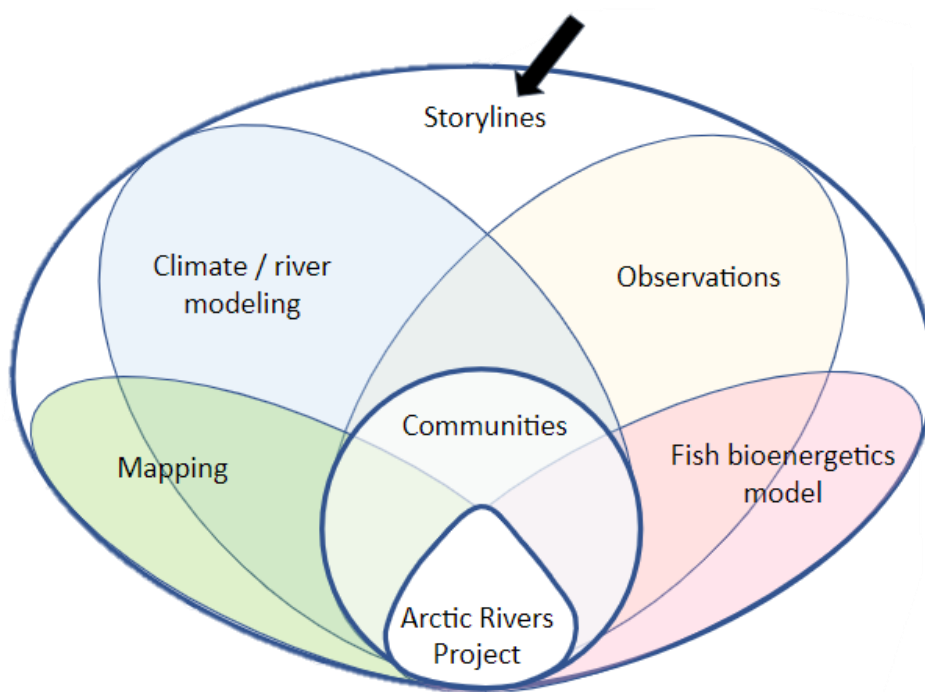 Storylines
Climate / river
modeling
Observations
Communities
Mapping
Fish bioenergetics
model
Arctic Rivers
Project